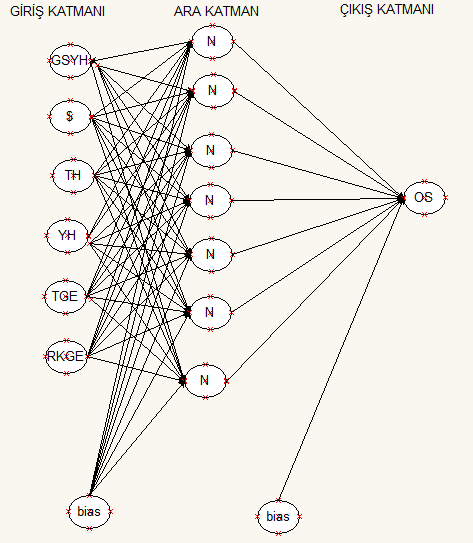 GİRİŞ KATMANI ARA KATMAN ÇIKIŞ KATMANI
GSYH
$
TH
YH
TGE
RKGE
N
N
N
N
N
N
N
OS
bias
bias